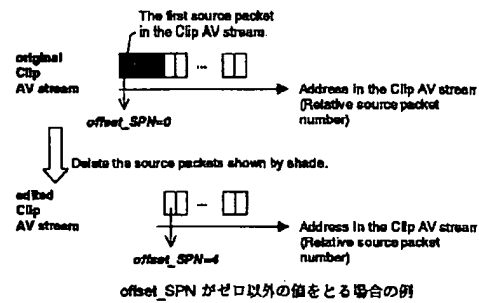 The first source packet
in the Clip AV stream.
original
Clip
AV stream
...
Address in the Clip AV stream
(Relative source packet
number)
offset_SPN=0
Delete the source packets shown by shade.
edited
Clip
AV stream
...
Address in the Clip AV stream
(Relative source packet
number)
offset_SPN=4
offset_SPN がゼロ以外の値をとる場合の例